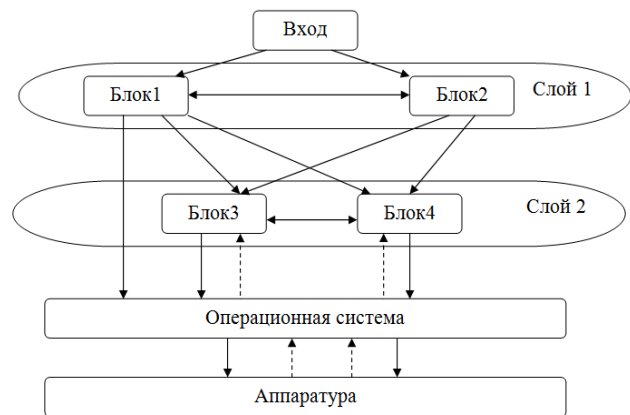 Вход
Блок1
Блок2
Слой 1
Блок3
Блок4
Слой 2
Операционная система
Аппаратура